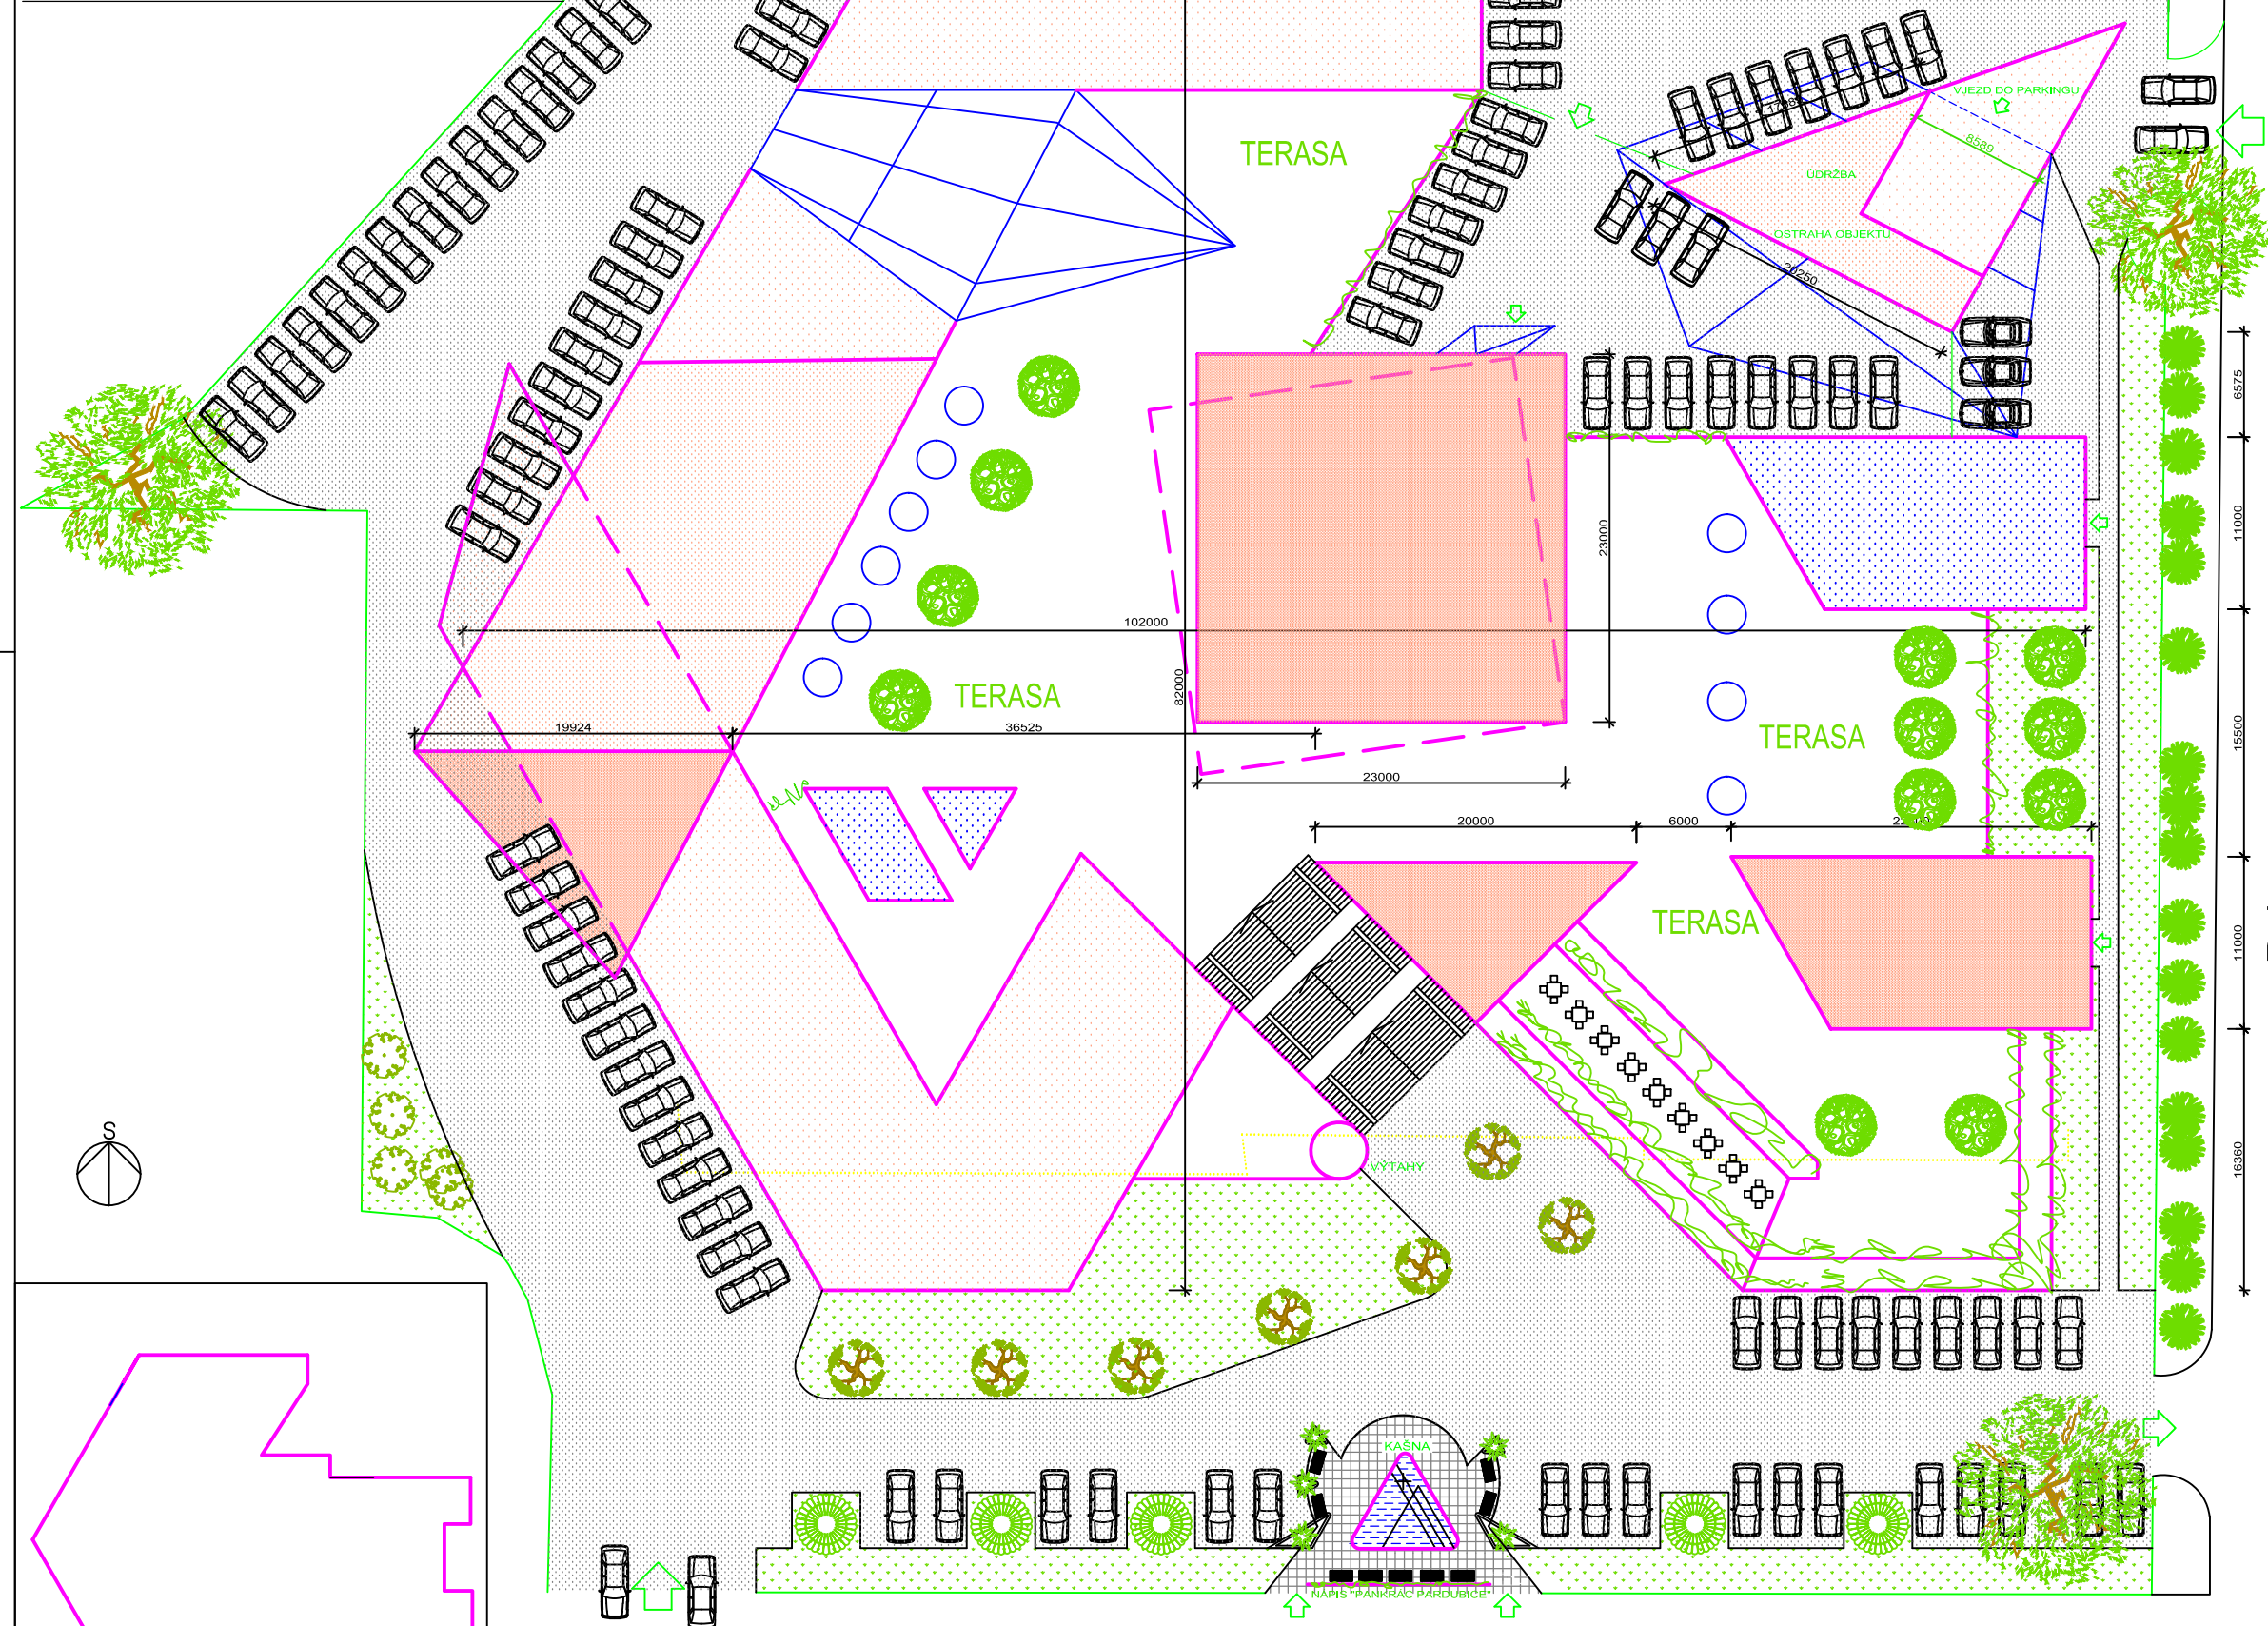 VJEZD DO PARKINGU
8589
TERASA
ÚDRŽBA
OSTRAHA OBJEKTU
20250
6575
11000
23000
102000
82000
TERASA
TERASA
15500
19924
36525
23000
20000
6000
TERASA
11000
S
VÝTAHY
16360
KAŠNA
NÁPIS "PANKRÁC PARDUBICE"